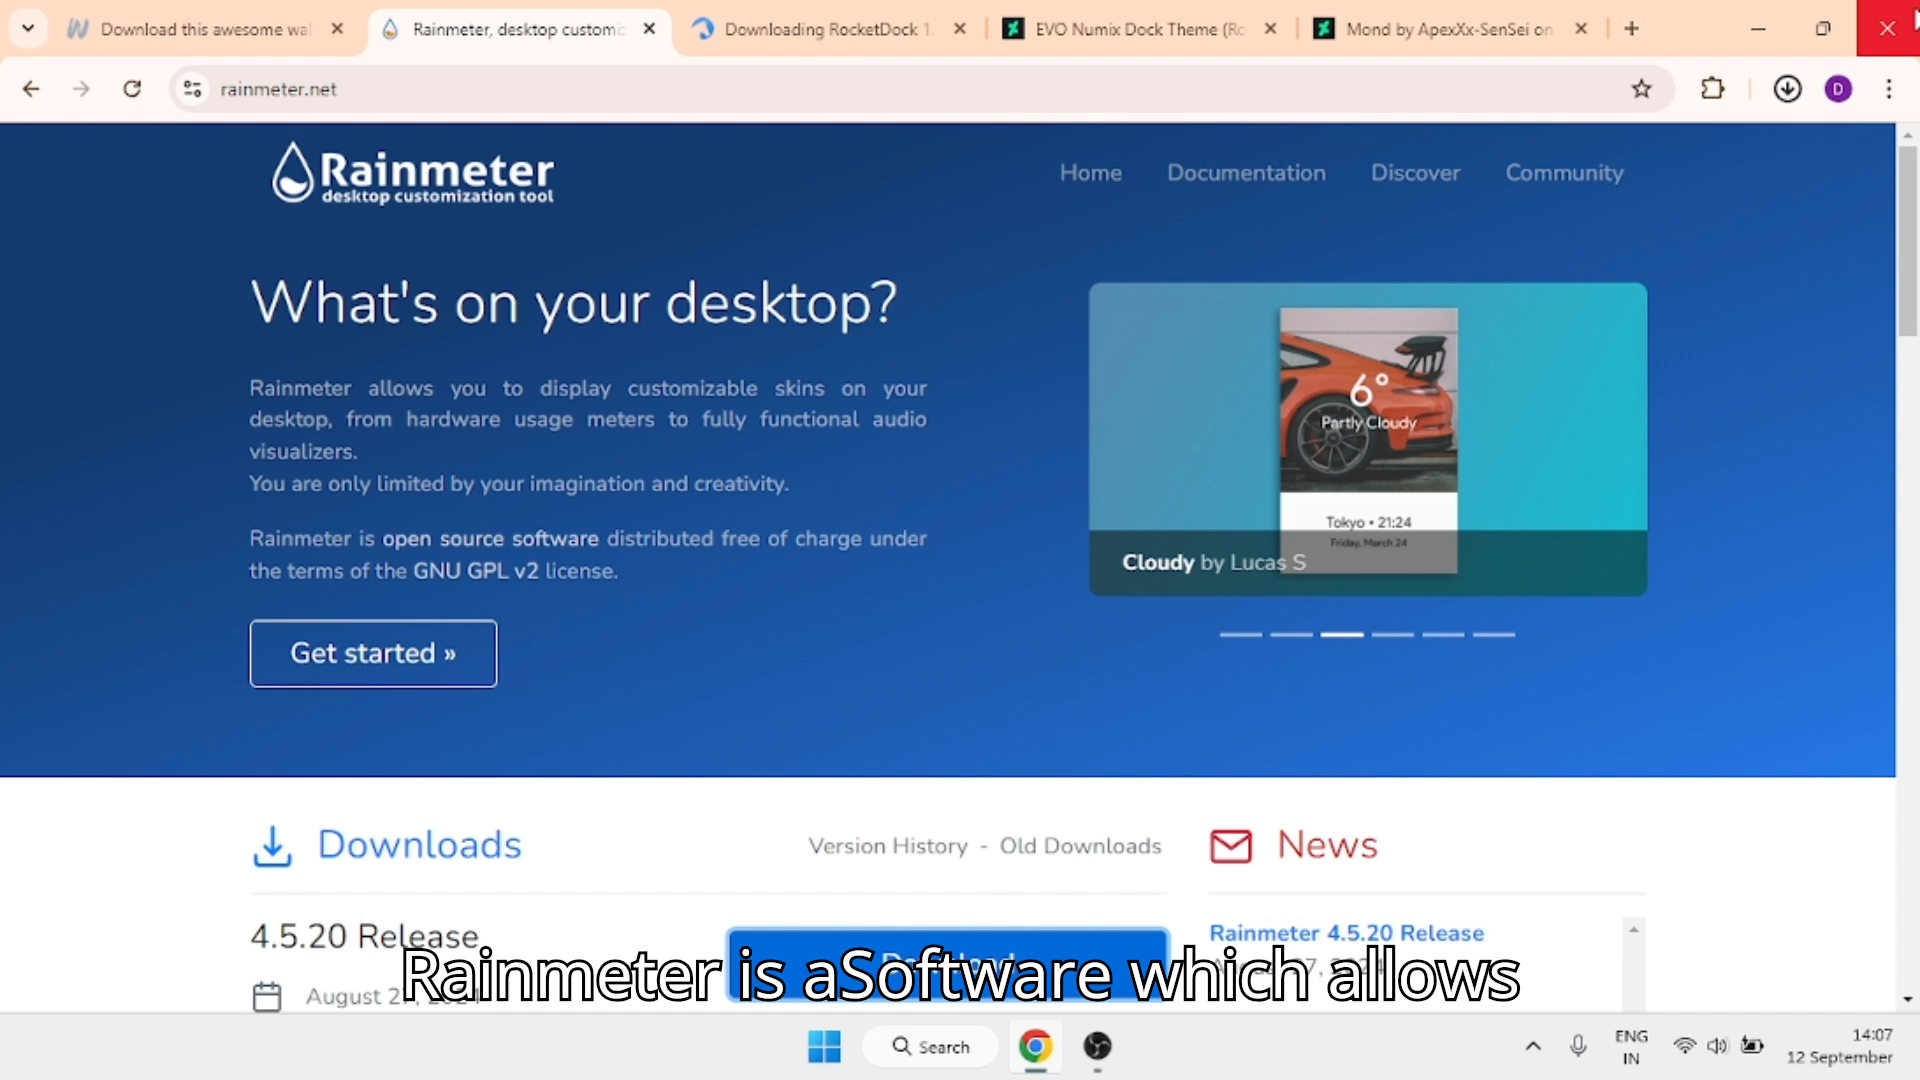 Download this awesome wal
Rainmeter, desktop customiz
Downloading RocketDock 1.
EVO Numix Dock Theme (Ro
Mond by ApexXx-SenSei on
rainmeter.net
D
Rainmeter
desktop customization tool
Home
Documentation
Discover
Community
What's on your desktop?
Rainmeter allows you to display customizable skins on your
desktop, from hardware usage meters to fully functional audio
visualizers.
You are only limited by your imagination and creativity.
Rainmeter is open source software distributed free of charge under
the terms of the GNU GPL v2 license.
Get started »
6°
Partly Cloudy
Tokyo • 21:24
Friday, March 24
Cloudy by Lucas S
Downloads
Version History - Old Downloads
News
4.5.20 Release
Rainmeter 4.5.20 Release
Rainmeter is aSoftware which allows
Search
ENG
IN
14:07
12 September